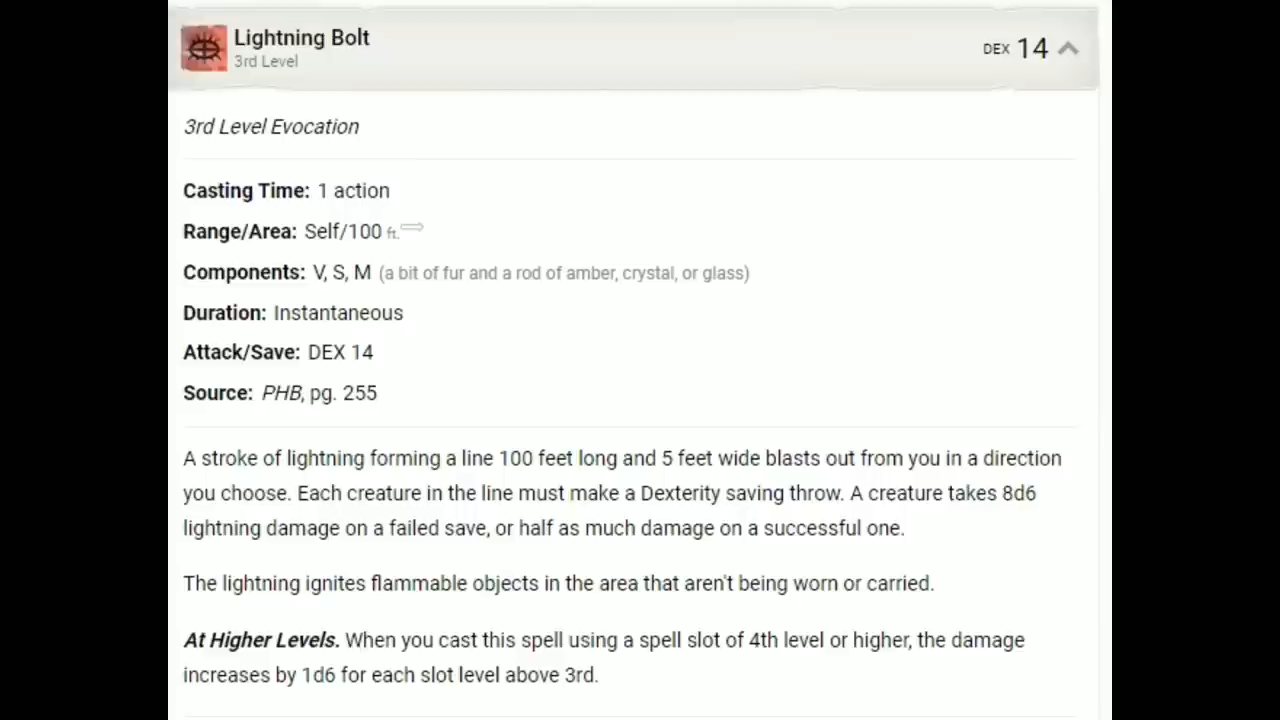 Lightning Bolt
3rd Level
DEX 14
3rd Level Evocation
Casting Time: 1 action
Range/Area: Self/100 ft.
Components: V, S, M (a bit of fur and a rod of amber, crystal, or glass)
Duration: Instantaneous
Attack/Save: DEX 14
Source: PHB, pg. 255
A stroke of lightning forming a line 100 feet long and 5 feet wide blasts out from you in a direction
you choose. Each creature in the line must make a Dexterity saving throw. A creature takes 8d6
lightning damage on a failed save, or half as much damage on a successful one.
The lightning ignites flammable objects in the area that aren't being worn or carried.
At Higher Levels. When you cast this spell using a spell slot of 4th level or higher, the damage
increases by 1d6 for each slot level above 3rd.